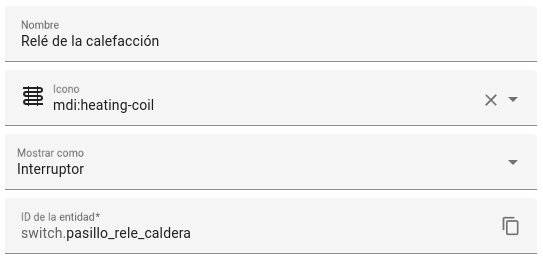 Nombre
Relé de la calefacción
Icono
mdi:heating-coil
Mostrar como
Interruptor
ID de la entidad*
switch.pasillo_rele_caldera